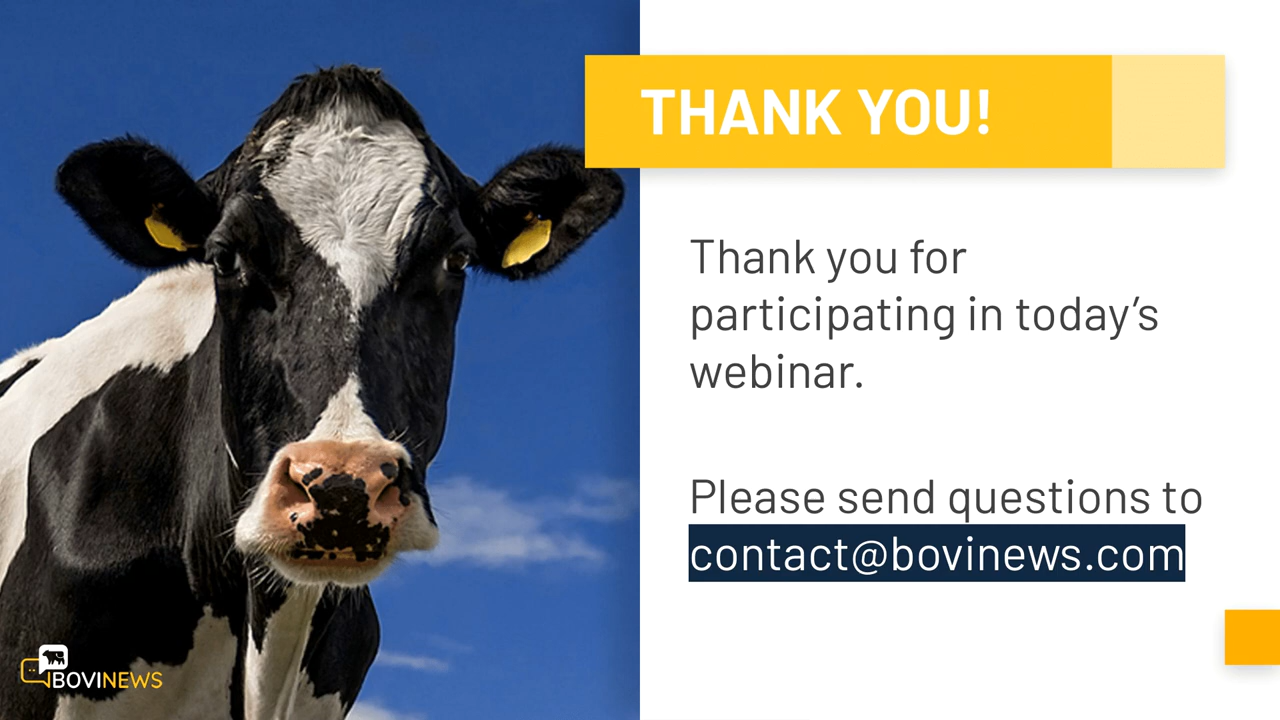 THANK YOU!
Thank you for
participating in today’s
webinar.
Please send questions to
contact@bovinews.com
BOVINEWS